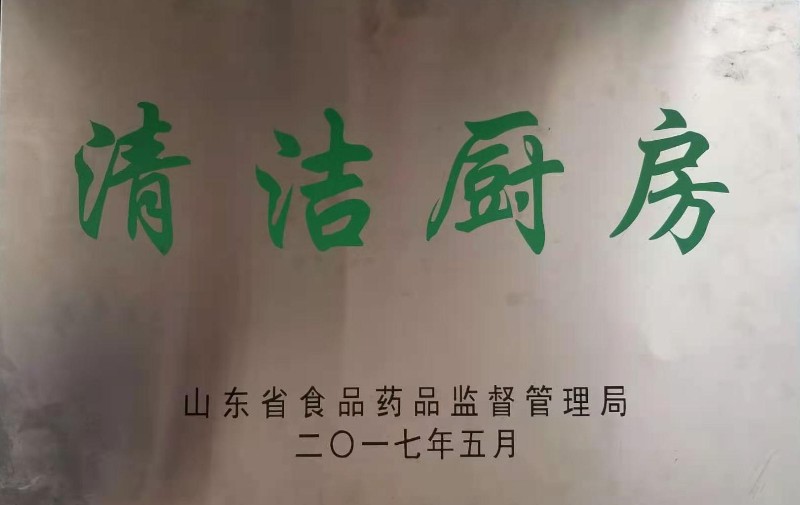 清洁厨房
山东省食品药品监督管理局
二〇一七年五月